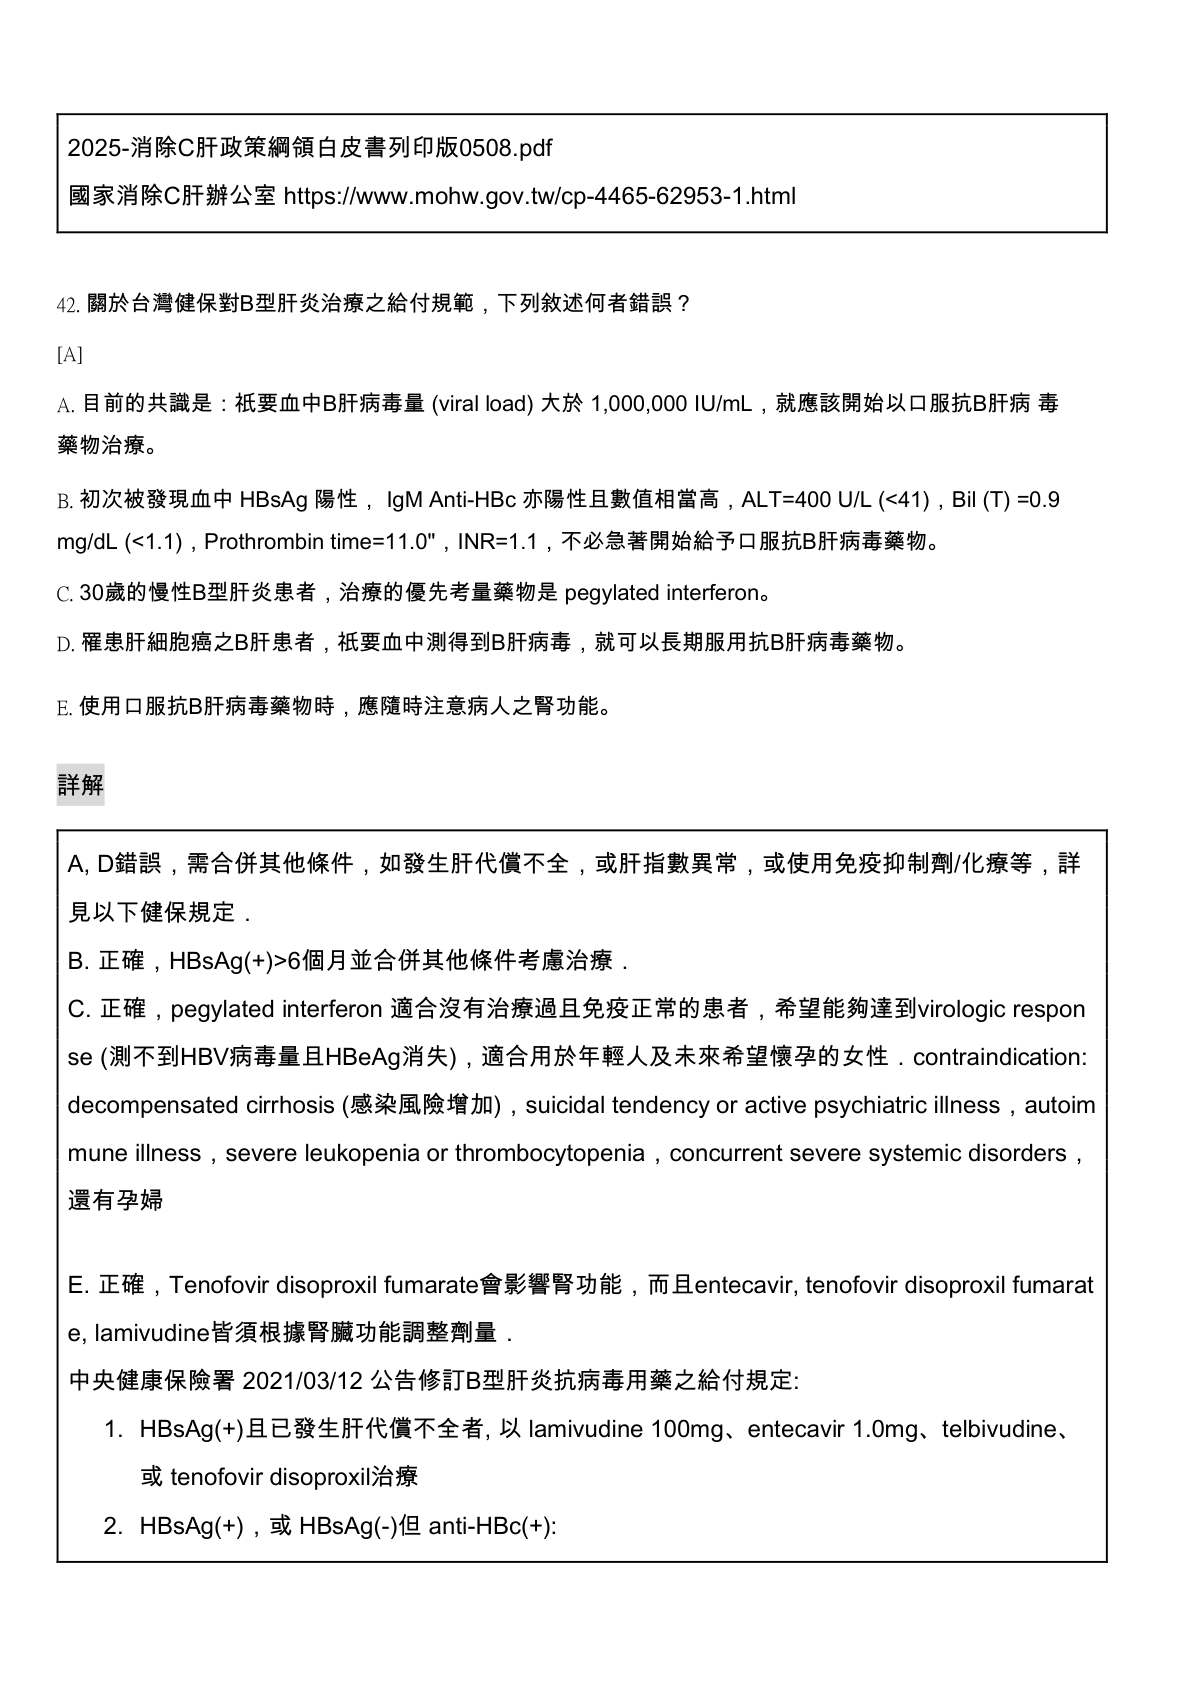 2025-消除C肝政策綱領白皮書列印版0508.pdf
國家消除C肝辦公室 https://www.mohw.gov.tw/cp-4465-62953-1.html
42. 關於台灣健保對B型肝炎治療之給付規範，下列敘述何者錯誤？
[A]
A. 目前的共識是：祇要血中B肝病毒量 (viral load) 大於 1,000,000 IU/mL，就應該開始以口服抗B肝病 毒
藥物治療。
B. 初次被發現血中 HBsAg 陽性， IgM Anti-HBc 亦陽性且數值相當高，ALT=400 U/L (<41)，Bil (T) =0.9
mg/dL (<1.1)，Prothrombin time=11.0"，INR=1.1，不必急著開始給予口服抗B肝病毒藥物。
C. 30歲的慢性B型肝炎患者，治療的優先考量藥物是 pegylated interferon。
D. 罹患肝細胞癌之B肝患者，祇要血中測得到B肝病毒，就可以長期服用抗B肝病毒藥物。
E. 使用口服抗B肝病毒藥物時，應隨時注意病人之腎功能。
詳解
A, D錯誤，需合併其他條件，如發生肝代償不全，或肝指數異常，或使用免疫抑制劑/化療等，詳
見以下健保規定．
B. 正確，HBsAg(+)>6個月並合併其他條件考慮治療．
C. 正確，pegylated interferon 適合沒有治療過且免疫正常的患者，希望能夠達到virologic respon
se (測不到HBV病毒量且HBeAg消失)，適合用於年輕人及未來希望懷孕的女性．contraindication:
decompensated cirrhosis (感染風險增加)，suicidal tendency or active psychiatric illness，autoim
mune illness，severe leukopenia or thrombocytopenia，concurrent severe systemic disorders，
還有孕婦
E. 正確，Tenofovir disoproxil fumarate會影響腎功能，而且entecavir, tenofovir disoproxil fumarat
e, lamivudine皆須根據腎臟功能調整劑量．
中央健康保險署 2021/03/12 公告修訂B型肝炎抗病毒用藥之給付規定:
1. HBsAg(+)且已發生肝代償不全者, 以 lamivudine 100mg、entecavir 1.0mg、telbivudine、
或 tenofovir disoproxil治療
2. HBsAg(+)，或 HBsAg(-)但 anti-HBc(+):